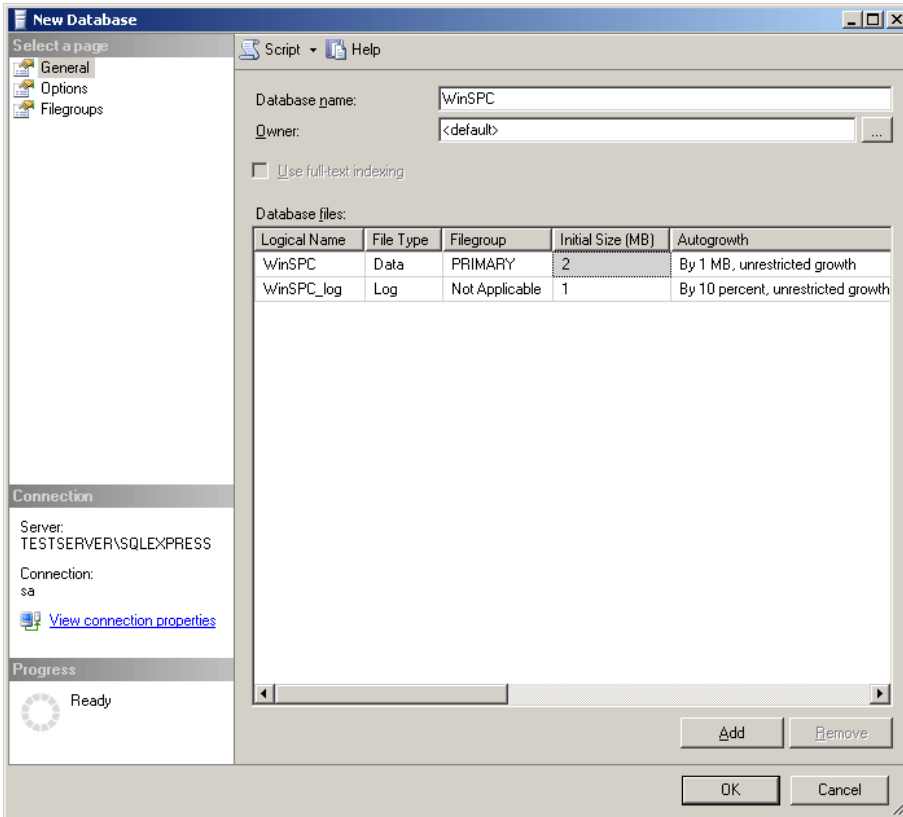 New Database
Select a page
General
Options
Filegroups
Script Help
Database name: WinSPC
Owner: <default> ...
Use full-text indexing
Database files:
Logical Name File Type Filegroup Initial Size (MB) Autogrowth
WinSPC Data PRIMARY 2 By 1 MB, unrestricted growth
WinSPC_log Log Not Applicable 1 By 10 percent, unrestricted growth
Connection
Server:
TESTSERVER\SQLEXPRESS
Connection:
sa
View connection properties
Progress
Ready
Add Remove
OK Cancel